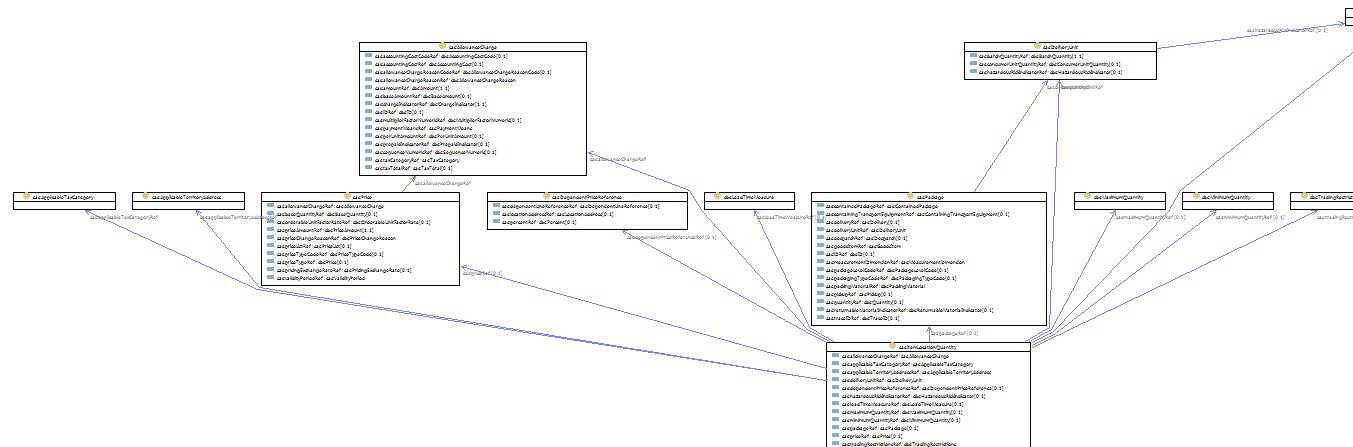 cac:AllowanceCharge
cac:accountingCostCodeRef : cbc:AccountingCostCode[0..1]
cac:accountingCostRef : cbc:AccountingCost[0..1]
cac:allowanceChargeReasonCodeRef : cbc:AllowanceChargeReasonCode[0..1]
cac:allowanceChargeReasonRef : cbc:AllowanceChargeReason
cac:amountRef : cbc:Amount[1..1]
cac:baseAmountRef : cbc:BaseAmount[0..1]
cac:chargeIndicatorRef : cbc:ChargeIndicator[1..1]
cac:iDRef : cbc:ID[0..1]
cac:multiplierFactorNumericRef : cbc:MultiplierFactorNumeric[0..1]
cac:paymentMeansRef : cac:PaymentMeans
cac:perUnitAmountRef : cbc:PerUnitAmount[0..1]
cac:prepaidIndicatorRef : cbc:PrepaidIndicator[0..1]
cac:sequenceNumericRef : cbc:SequenceNumeric[0..1]
cac:taxCategoryRef : cac:TaxCategory
cac:taxTotalRef : cac:TaxTotal[0..1]
cac:DeliveryUnit
cac:batchQuantityRef : cbc:BatchQuantity[0..1]
cac:consumerUnitQuantityRef : cbc:ConsumerUnitQuantity[0..1]
cac:hazardousRiskIndicatorRef : cbc:HazardousRiskIndicator[0..1]
cac:hazardousRiskIndicatorRef [0..1]
cac:allowanceChargeRef
cac:allowanceChargeRef
cac:ApplicableTaxCategory
cac:ApplicableTerritoryAddress
cac:Price
cac:allowanceChargeRef : cac:AllowanceCharge
cac:baseQuantityRef : cbc:BaseQuantity[0..1]
cac:orderableUnitFactorRateRef : cbc:OrderableUnitFactorRate[0..1]
cac:priceAmountRef : cbc:PriceAmount[1..1]
cac:priceChangeReasonRef : cbc:PriceChangeReason
cac:priceListRef : cac:PriceList[0..1]
cac:priceTypeCodeRef : cbc:PriceTypeCode[0..1]
cac:priceTypeRef : cbc:PriceType[0..1]
cac:pricingExchangeRateRef : cac:PricingExchangeRate[0..1]
cac:validityPeriodRef : cac:ValidityPeriod
cac:DependentPriceReference
cac:dependentLineReferenceRef : cac:DependentLineReference[0..1]
cac:locationAddressRef : cac:LocationAddress[0..1]
cac:percentRef : cbc:Percent[0..1]
cbc:LeadTimeMeasure
cac:Package
cac:containedPackageRef : cac:ContainedPackage
cac:containingTransportEquipmentRef : cac:ContainingTransportEquipment[0..1]
cac:deliveryRef : cac:Delivery[0..1]
cac:deliveryUnitRef : cac:DeliveryUnit
cac:despatchRef : cac:Despatch[0..1]
cac:goodsItemRef : cac:GoodsItem
cac:iDRef : cbc:ID[0..1]
cac:measurementDimensionRef : cac:MeasurementDimension
cac:packageLevelCodeRef : cbc:PackageLevelCode[0..1]
cac:packagingTypeCodeRef : cbc:PackagingTypeCode[0..1]
cac:packingMaterialRef : cbc:PackingMaterial
cac:pickupRef : cac:Pickup[0..1]
cac:quantityRef : cbc:Quantity[0..1]
cac:returnableMaterialIndicatorRef : cbc:ReturnableMaterialIndicator[0..1]
cac:traceIDRef : cbc:TraceID[0..1]
cbc:MaximumQuantity
cbc:MinimumQuantity
cac:applicableTaxCategoryRef
cac:dependentPriceReferenceRef [0..1]
cac:maximumQuantityRef [0..1]
cac:minimumQuantityRef [0..1]
cac:priceRef [0..1]
cac:packageRef [0..1]
cac:ItemLocationQuantity
cac:allowanceChargeRef : cac:AllowanceCharge
cac:applicableTaxCategoryRef : cac:ApplicableTaxCategory
cac:applicableTerritoryAddressRef : cac:ApplicableTerritoryAddress
cac:deliveryUnitRef : cac:DeliveryUnit
cac:dependentPriceReferenceRef : cac:DependentPriceReference[0..1]
cac:hazardousRiskIndicatorRef : cbc:HazardousRiskIndicator[0..1]
cac:leadTimeMeasureRef : cbc:LeadTimeMeasure[0..1]
cac:maximumQuantityRef : cbc:MaximumQuantity[0..1]
cac:minimumQuantityRef : cbc:MinimumQuantity[0..1]
cac:packageRef : cac:Package[0..1]
cac:priceRef : cac:Price[0..1]
cac:tradingRestrictionsRef : cbc:TradingRestrictions